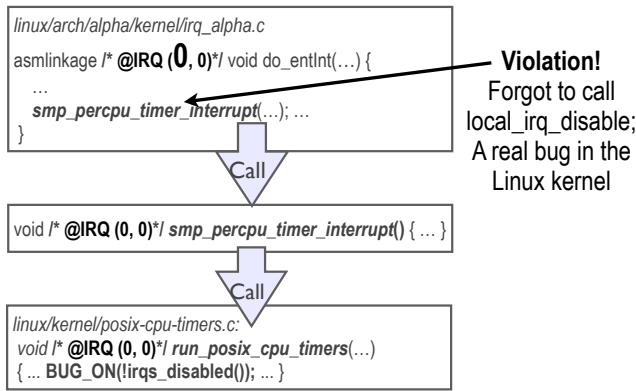 linux/arch/alpha/kernel/irq_alpha.c
asmlinkage /* @IRQ (0, 0)*/ void do_entInt(…) {
…
smp_percpu_timer_interrupt(…); …
}
Violation!
Forgot to call
local_irq_disable;
A real bug in the
Linux kernel
Call
void /* @IRQ (0, 0)*/ smp_percpu_timer_interrupt() { … }
Call
linux/kernel/posix-cpu-timers.c:
void /* @IRQ (0, 0)*/ run_posix_cpu_timers(…)
{ ... BUG_ON(!irqs_disabled()); ... }